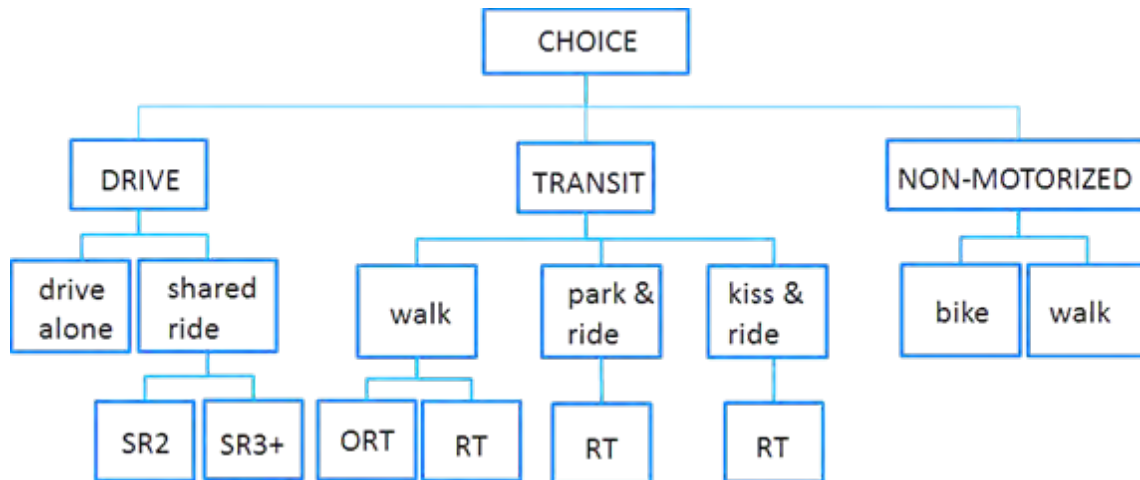 CHOICE
DRIVE
TRANSIT
NON-MOTORIZED
drive
alone
shared
ride
walk
park &
ride
kiss &
ride
bike
walk
SR2
SR3+
ORT
RT
RT
RT